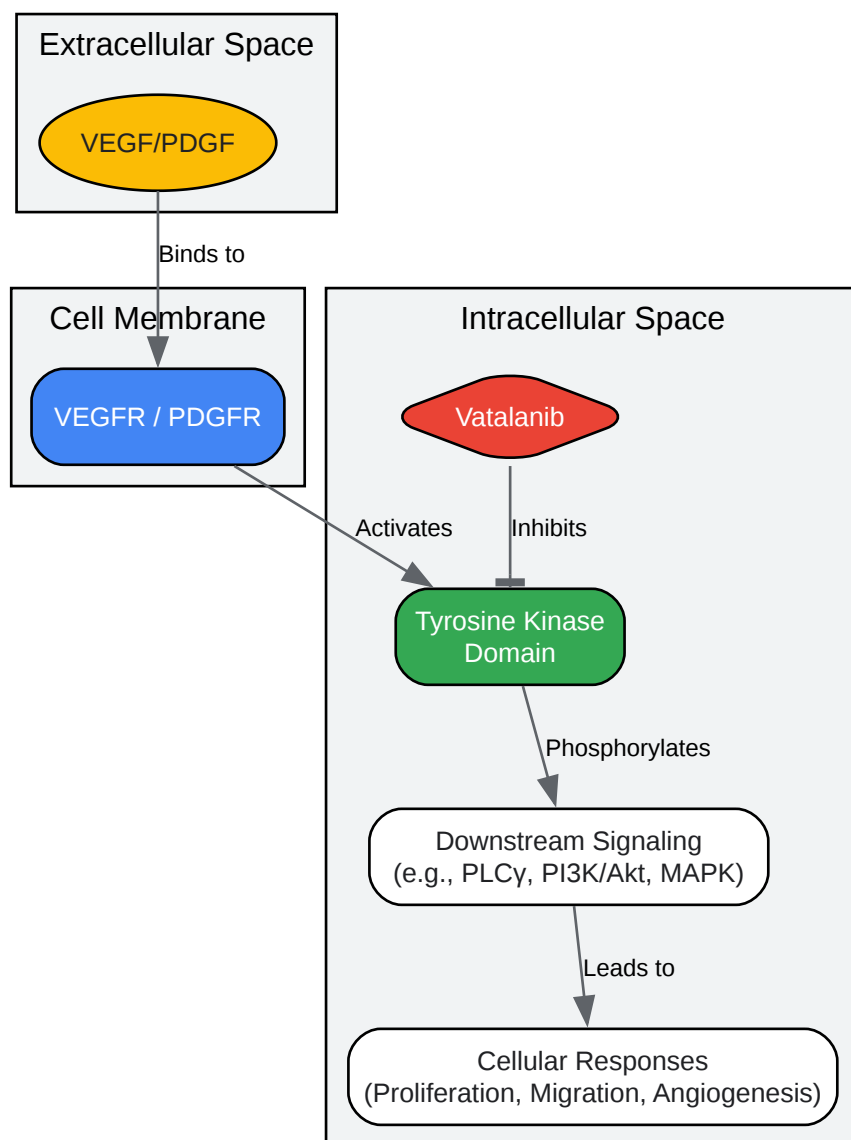 Extracellular Space
VEGF/PDGF
Binds to
Cell Membrane
VEGFR / PDGFR
Intracellular Space
Vatalanib
Activates
Inhibits
Tyrosine Kinase
Domain
Phosphorylates
Downstream Signaling
(e.g., PLCγ, PI3K/Akt, MAPK)
Leads to
Cellular Responses
(Proliferation, Migration, Angiogenesis)